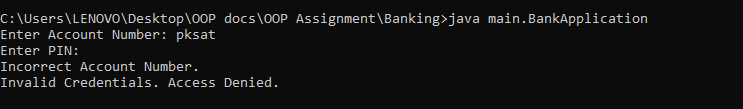 C:\Users\LENOVO\Desktop\OOP docs\OOP Assignment\Banking>java main.BankApplication
Enter Account Number: pksat
Enter PIN:
Incorrect Account Number.
Invalid Credentials. Access Denied.